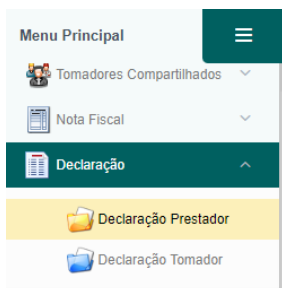 Menu Principal
Tomadores Compartilhados
Nota Fiscal
Declaração
Declaração Prestador
Declaração Tomador